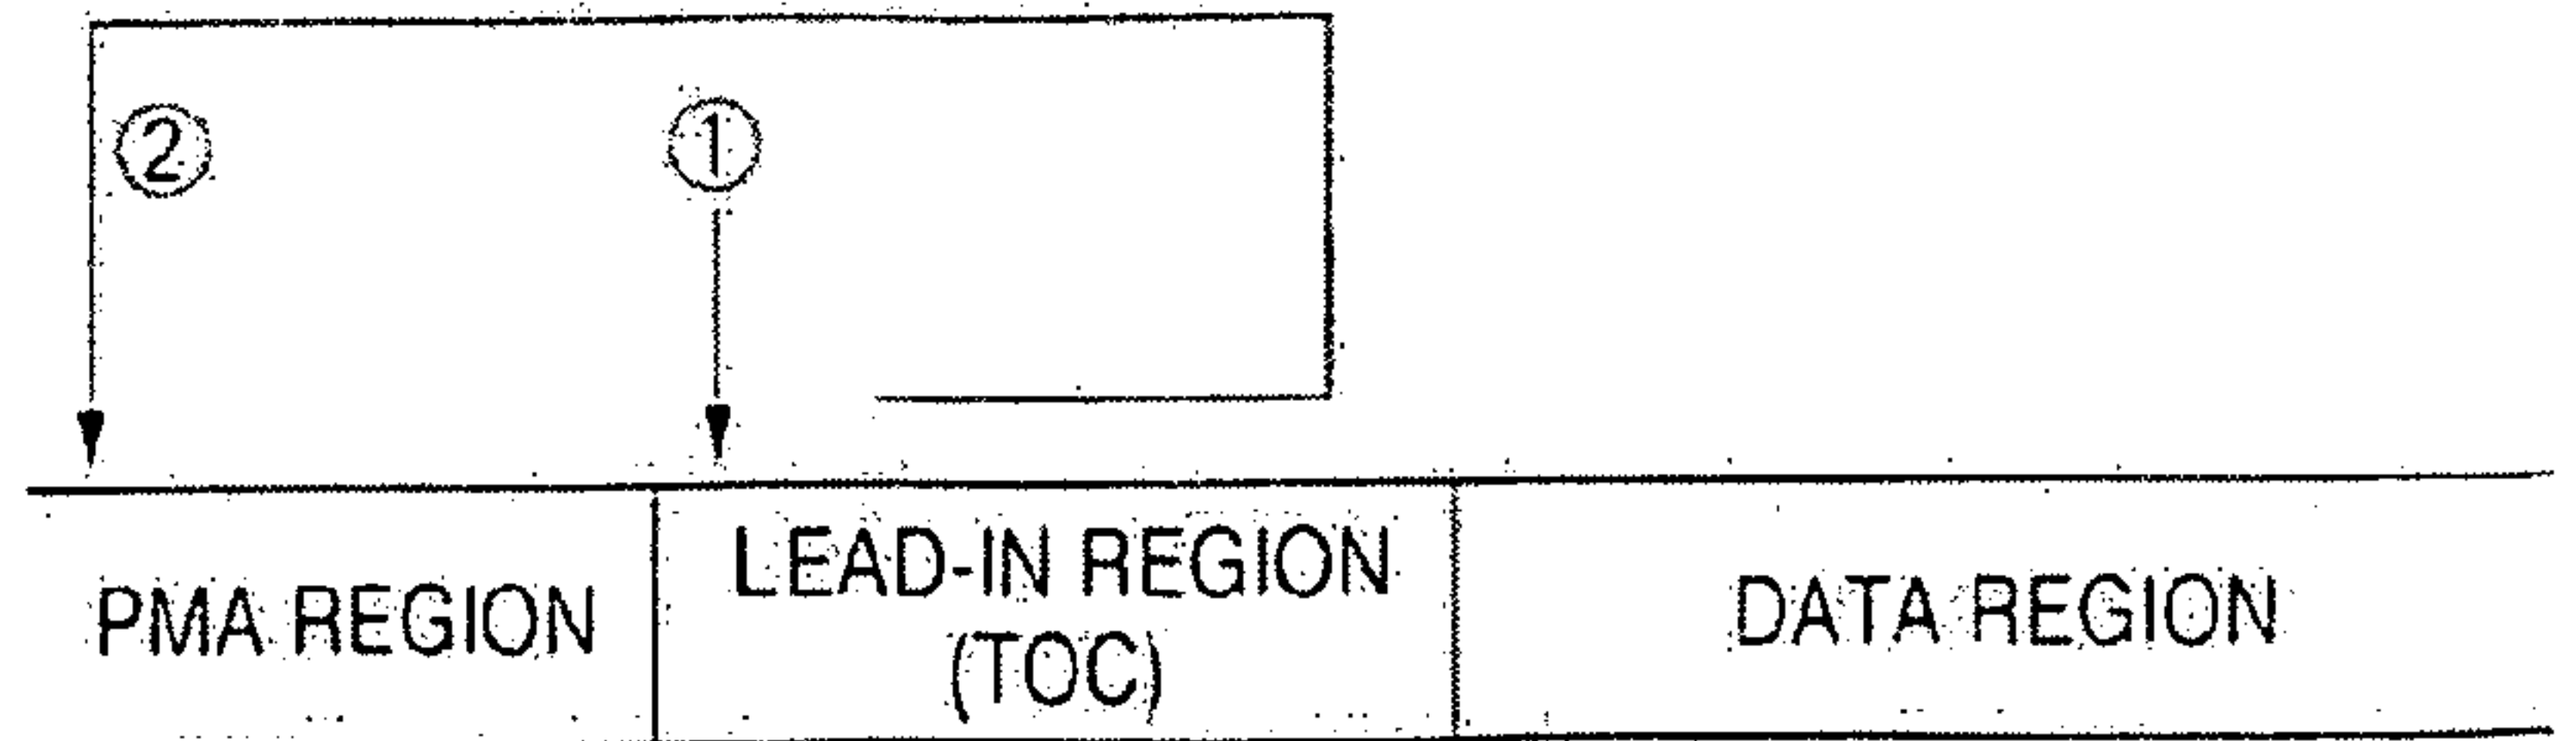 ②
①
PMA REGION
LEAD-IN REGION
(TOC)
DATA REGION